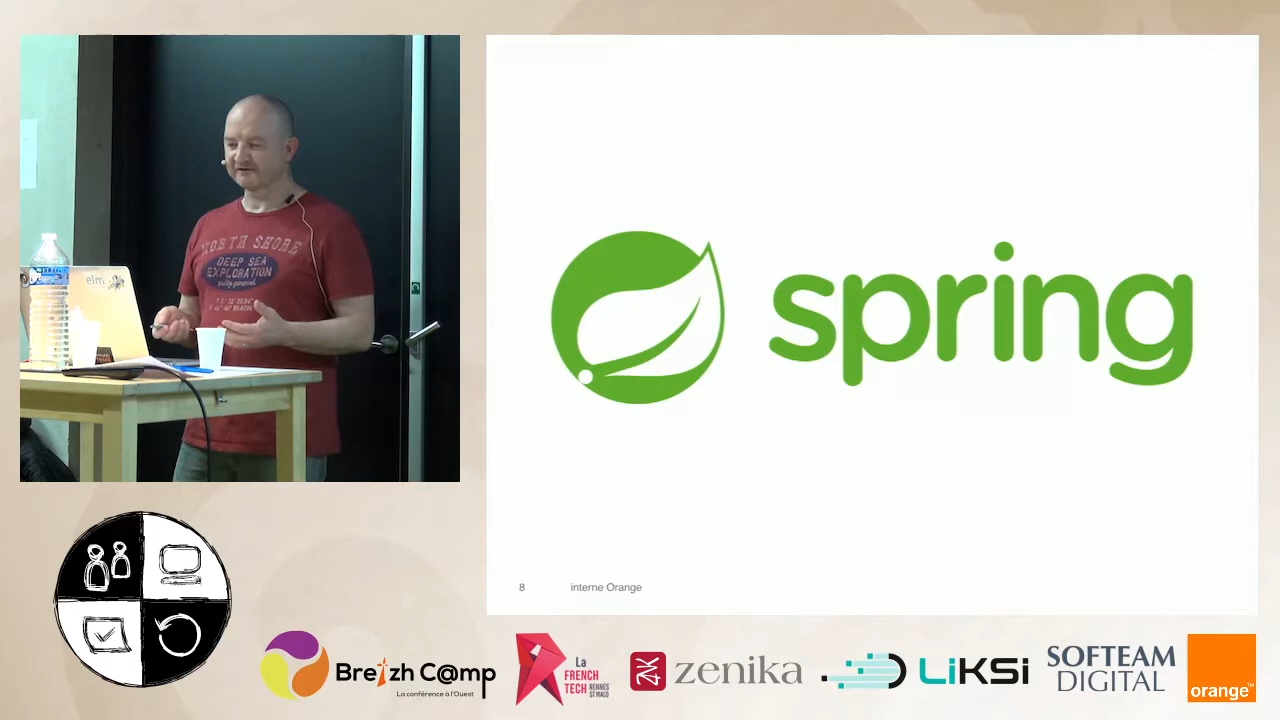 NORTH SHORE
DEEP SEA
EXPLORATION
elm
spring
8 interne Orange
Breizh C@mp
La conférence à l'Ouest
La
FRENCH
TECH RENNES
ST MALO
zenika
LiKSi
SOFTEAM
DIGITAL
orange™